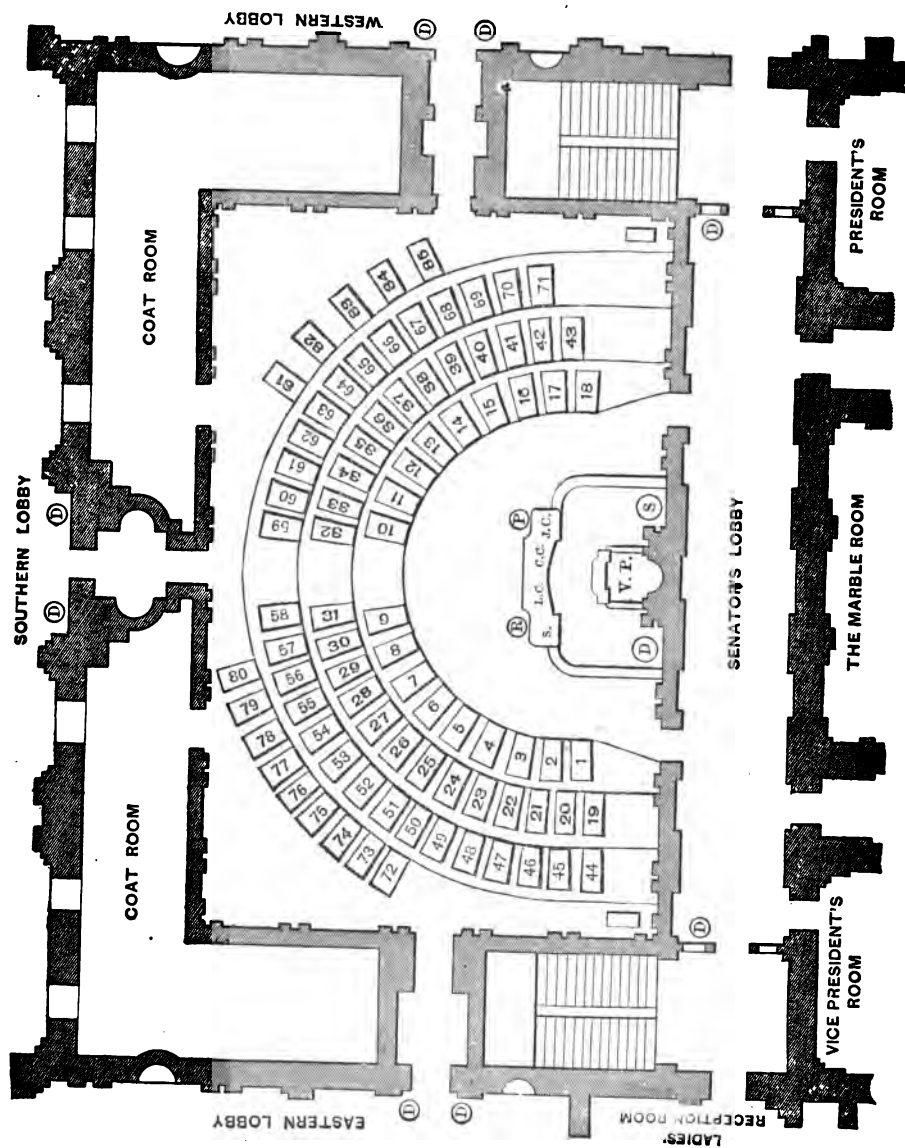 WESTERN LOBBY
D
D
SOUTHERN LOBBY
D
D
COAT ROOM
COAT ROOM
PRESIDENT'S
ROOM
D
85
84
83
82
81
71
70
69
68
67
66
65
64
63
62
61
60
59
43
42
41
40
39
38
37
36
35
34
33
32
18
17
16
15
14
13
12
11
10
P
S
J.C.
C.C.
L.C.
S.
R
V. P.
D
SENATOR'S LOBBY
THE MARBLE ROOM
9
8
7
6
5
4
3
2
1
31
30
29
28
27
26
25
24
23
22
21
20
19
58
57
56
55
54
53
52
51
50
49
48
47
46
45
44
80
79
78
77
76
75
74
73
72
D
VICE PRESIDENT'S
ROOM
EASTERN LOBBY
D
D
LADIES'
RECEPTION ROOM